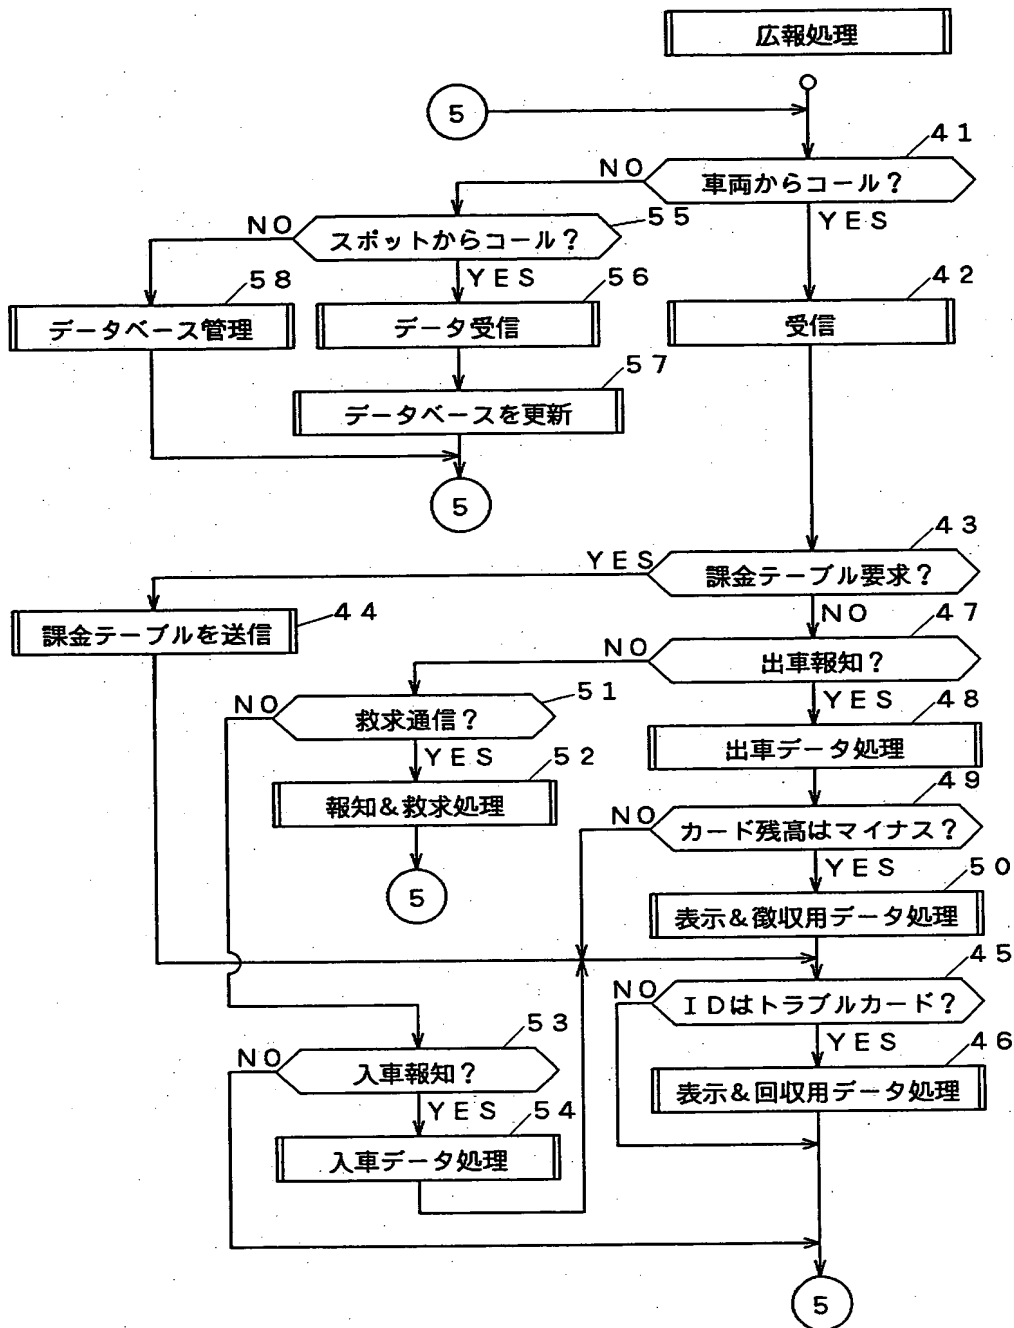 広報処理
5
41
NO
車両からコール?
YES
55
NO
スポットからコール?
YES
58
56
42
データベース管理
データ受信
受信
57
データベースを更新
5
43
YES
課金テーブル要求?
NO
44
47
課金テーブルを送信
NO
出車報知?
YES
51
NO
救求通信?
YES
48
出車データ処理
52
報知&救求処理
49
NO
カード残高はマイナス?
YES
5
50
表示&徴収用データ処理
45
NO
IDはトラブルカード?
YES
53
NO
入車報知?
YES
46
表示&回収用データ処理
54
入車データ処理
5